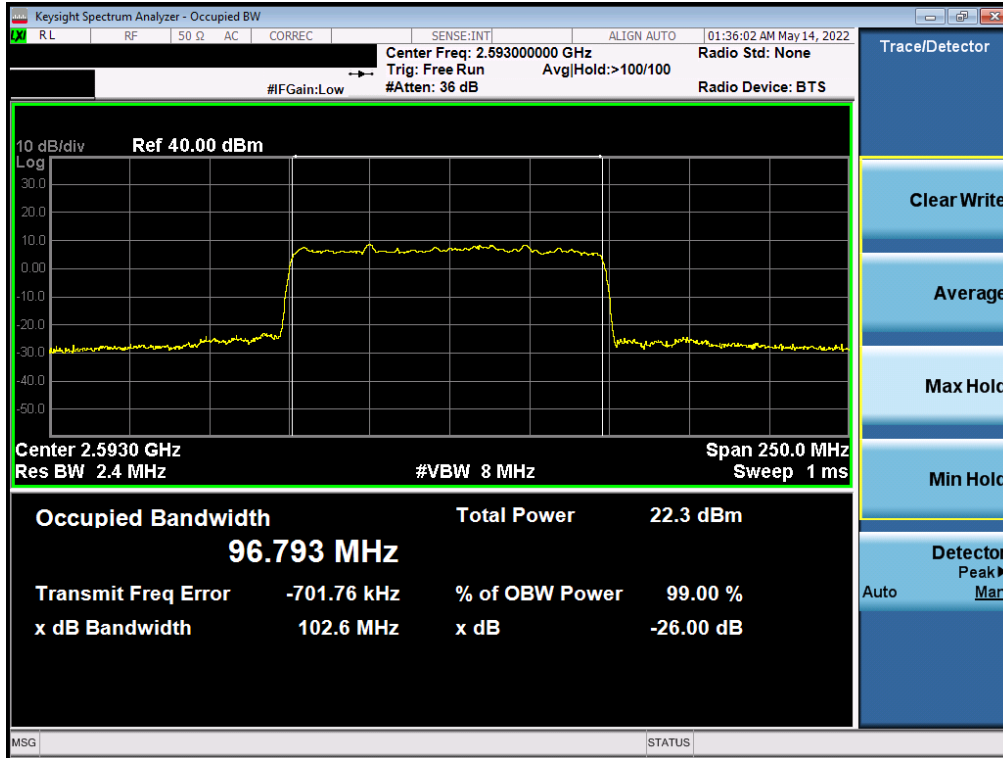 Keysight Spectrum Analyzer - Occupied BW
LXI RL RF 50 Ω AC CORREC SENSE:INT ALIGN AUTO 01:36:02 AM May 14, 2022
Center Freq: 2.593000000 GHz Radio Std: None
Trig: Free Run Avg|Hold:>100/100
#IFGain:Low #Atten: 36 dB Radio Device: BTS
10 dB/div Ref 40.00 dBm
Log
30.0
20.0
10.0
0.00
-10.0
-20.0
-30.0
-40.0
-50.0
Center 2.5930 GHz Span 250.0 MHz
Res BW 2.4 MHz #VBW 8 MHz Sweep 1 ms
Occupied Bandwidth Total Power 22.3 dBm
96.793 MHz
Transmit Freq Error -701.76 kHz % of OBW Power 99.00 %
x dB Bandwidth 102.6 MHz x dB -26.00 dB
MSG STATUS
Trace/Detector
Clear Write
Average
Max Hold
Min Hold
Detector
Peak
Auto Man